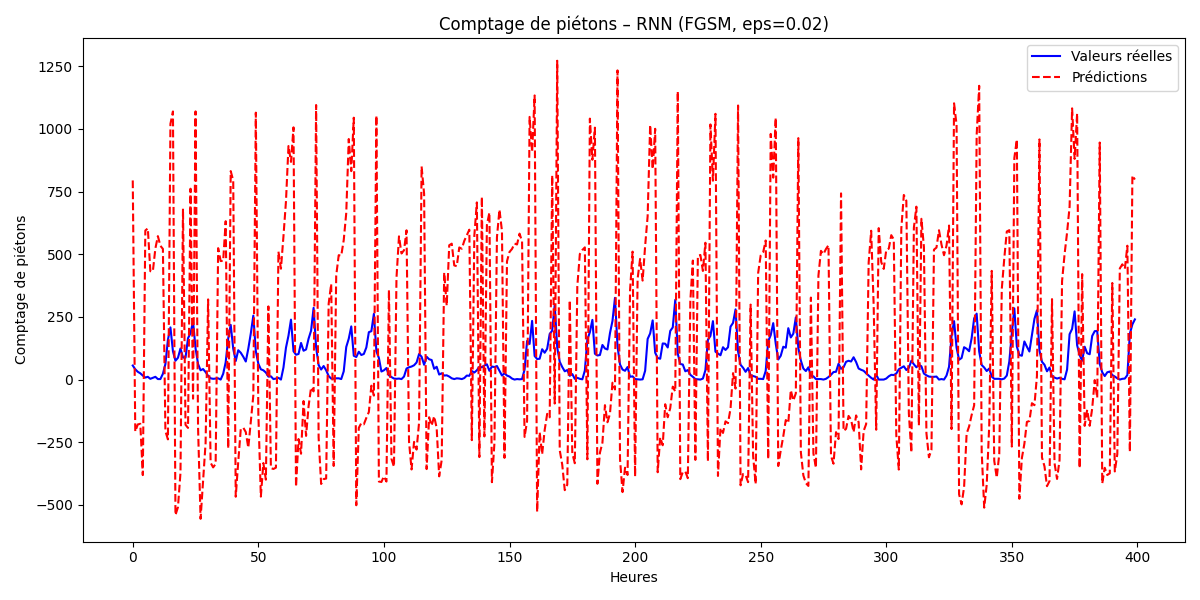 Comptage de piétons – RNN (FGSM, eps=0.02)
Valeurs réelles
Prédictions
Comptage de piétons
1250
1000
750
500
250
0
−250
−500
0 50 100 150 200 250 300 350 400
Heures